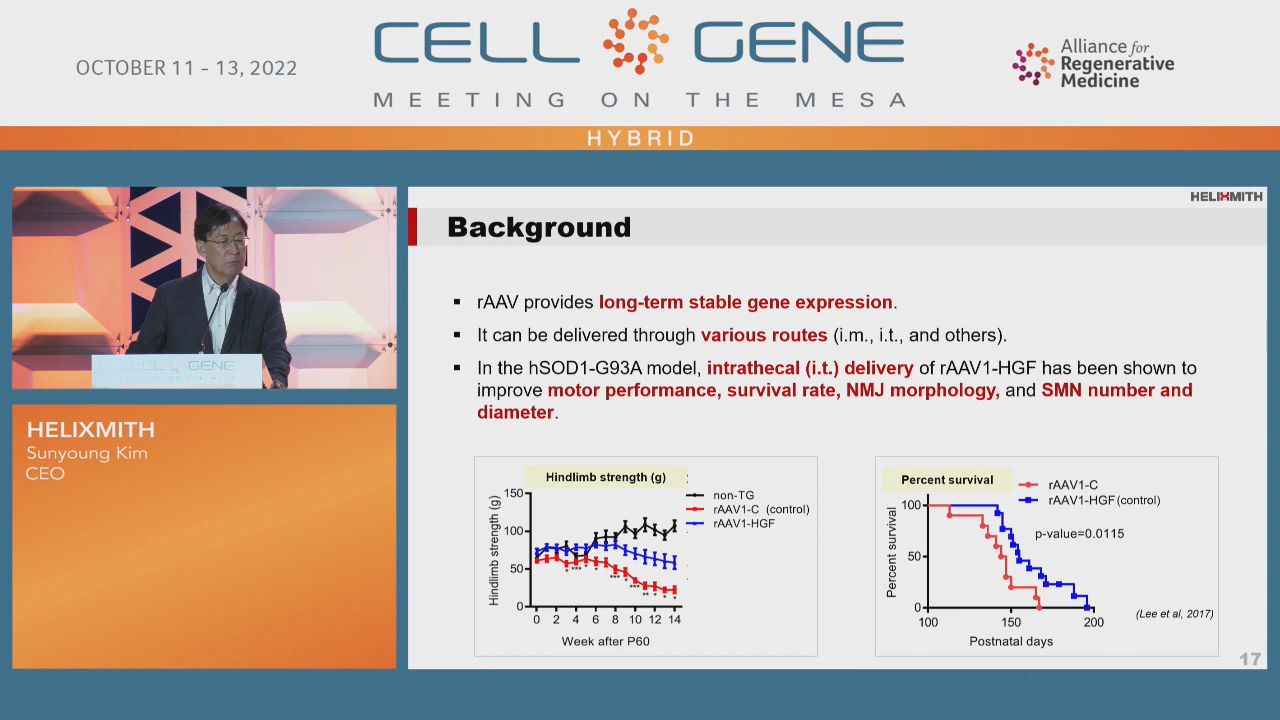 OCTOBER 11 - 13, 2022
CELL GENE
MEETING ON THE MESA
Alliance for
Regenerative
Medicine
HYBRID
CELL GENE
HELIXMITH
Sunyoung Kim
CEO
HELIXMITH
Background
▪ rAAV provides long-term stable gene expression.
▪ It can be delivered through various routes (i.m., i.t., and others).
▪ In the hSOD1-G93A model, intrathecal (i.t.) delivery of rAAV1-HGF has been shown to
improve motor performance, survival rate, NMJ morphology, and SMN number and
diameter.
Hindlimb strength (g)
Hindlimb strength (g)
150
100
50
0
0 2 4 6 8 10 12 14
Week after P60
non-TG
rAAV1-C (control)
rAAV1-HGF
* *** * *** * *** ** * * *
Percent survival
Percent survival
100
50
0
100 150 200
Postnatal days
rAAV1-C
rAAV1-HGF (control)
p-value=0.0115
(Lee et al, 2017)
17